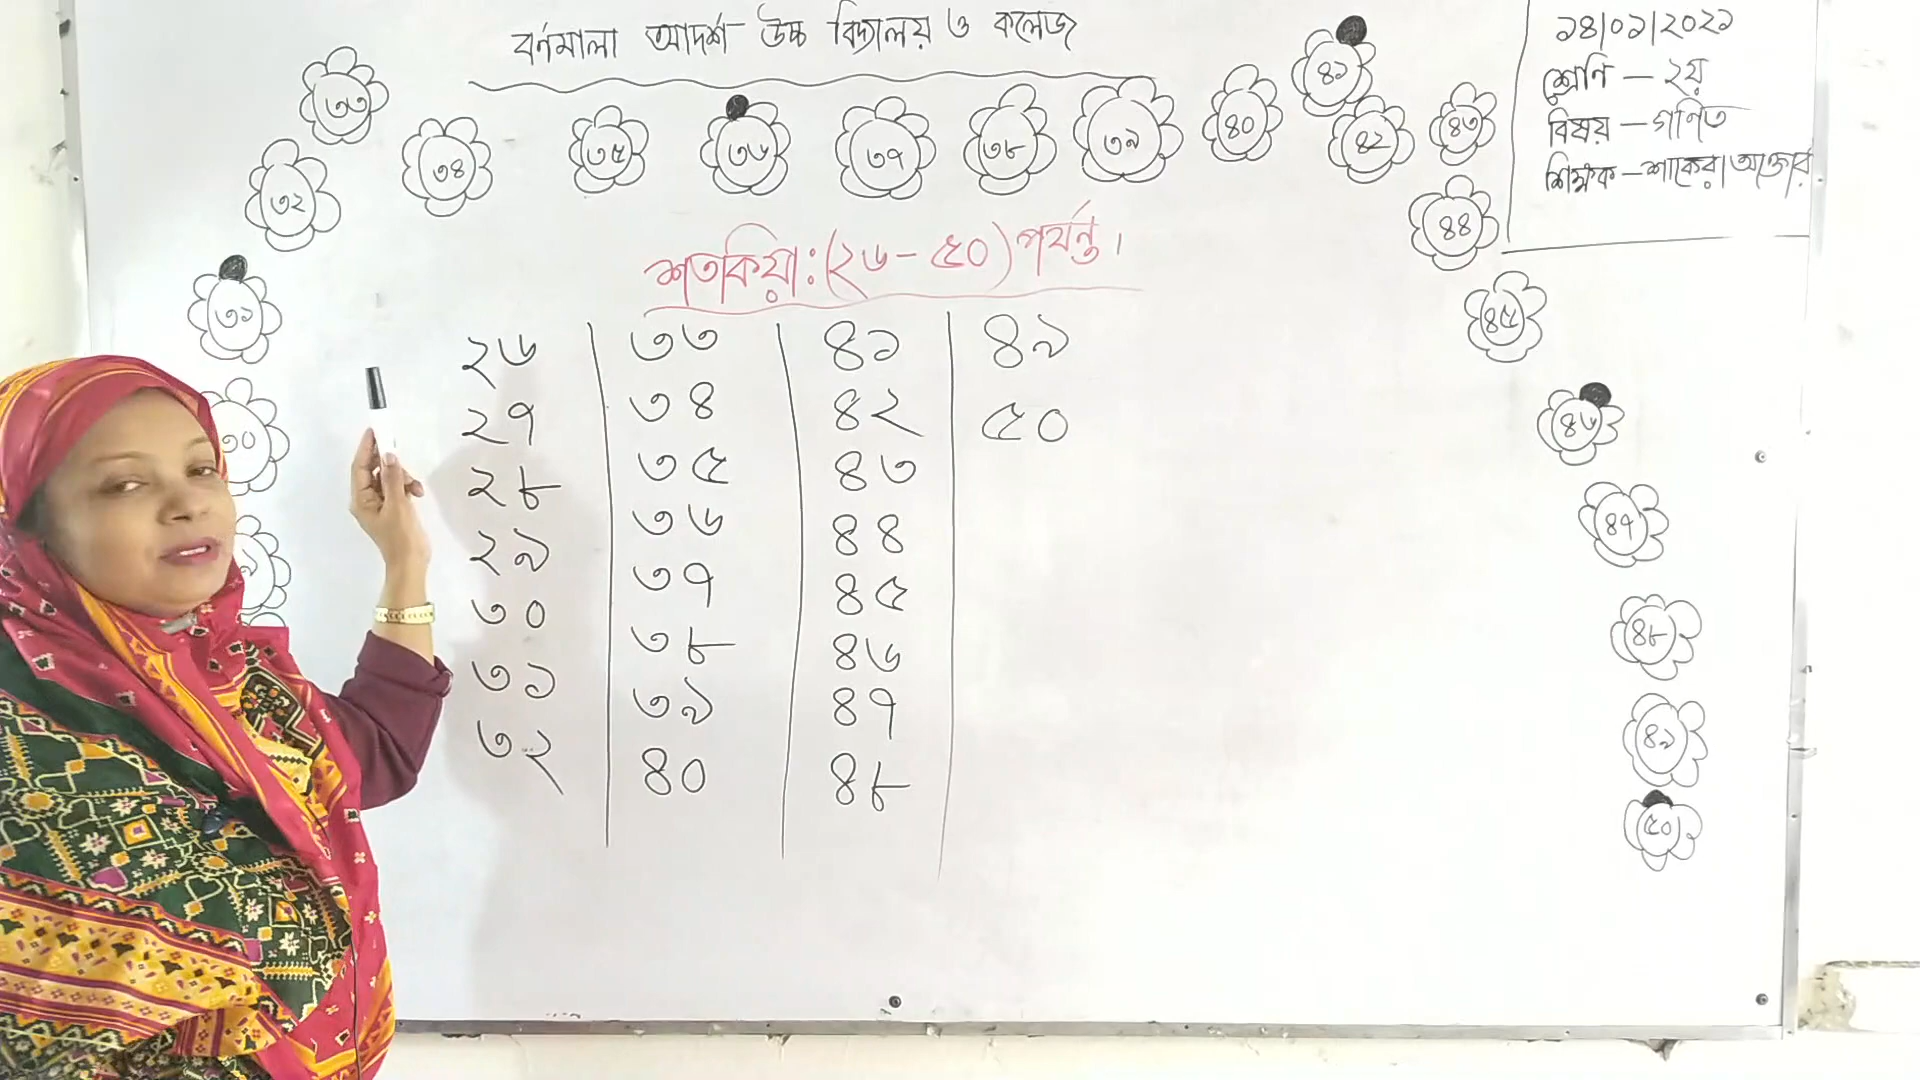 বর্ণমালা আদর্শ উচ্চ বিদ্যালয় ও কলেজ
১৪/০১/২০২১
শ্রেণি – ২য়
বিষয় – গণিত
শিক্ষক – শাকেরা আক্তার
৩০
৩১
৩২
৩৩
৩৪
৩৫
৩৬
৩৭
৩৮
৩৯
৪০
৪১
৪২
৪৩
৪৪
৪৫
৪৬
৪৭
৪৮
৪৯
৫০
শতকিয়া: (২৬ – ৫০) পর্যন্ত।
২৬ ৩৩ ৪১ ৪৯
২৭ ৩৪ ৪২ ৫০
২৮ ৩৫ ৪৩
২৯ ৩৬ ৪৪
৩০ ৩৭ ৪৫
৩১ ৩৮ ৪৬
৩২ ৩৯ ৪৭
৪০ ৪৮